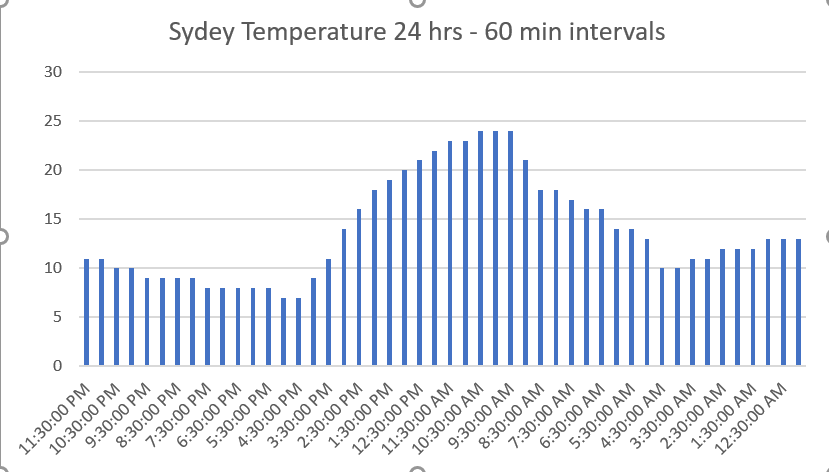 Sydey Temperature 24 hrs - 60 min intervals
30
25
20
15
10
5
0
11:30:00 PM
10:30:00 PM
9:30:00 PM
8:30:00 PM
7:30:00 PM
6:30:00 PM
5:30:00 PM
4:30:00 PM
3:30:00 PM
2:30:00 PM
1:30:00 PM
12:30:00 PM
11:30:00 AM
10:30:00 AM
9:30:00 AM
8:30:00 AM
7:30:00 AM
6:30:00 AM
5:30:00 AM
4:30:00 AM
3:30:00 AM
2:30:00 AM
1:30:00 AM
12:30:00 AM